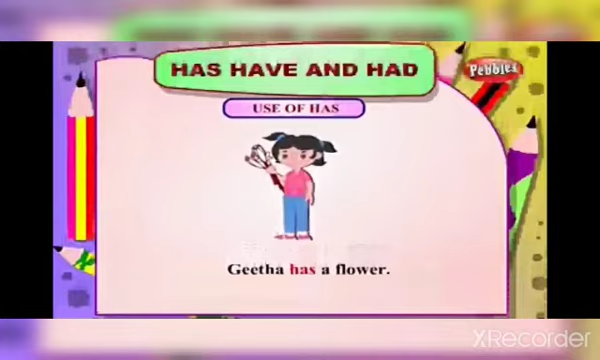 HAS HAVE AND HAD
Pebbles
USE OF HAS
Geetha has a flower.
XRecorder